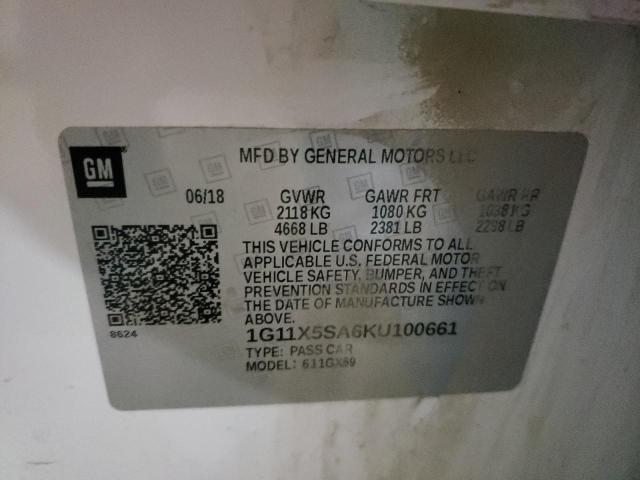 GM
MFD BY GENERAL MOTORS LLC
06/18 GVWR GAWR FRT GAWR RR
2118 KG 1080 KG 1038 KG
4668 LB 2381 LB 2288 LB
THIS VEHICLE CONFORMS TO ALL
APPLICABLE U.S. FEDERAL MOTOR
VEHICLE SAFETY, BUMPER, AND THEFT
PREVENTION STANDARDS IN EFFECT ON
THE DATE OF MANUFACTURE SHOWN
ABOVE.
8624
1G11X5SA6KU100661
TYPE: PASS CAR
MODEL: 611GX69